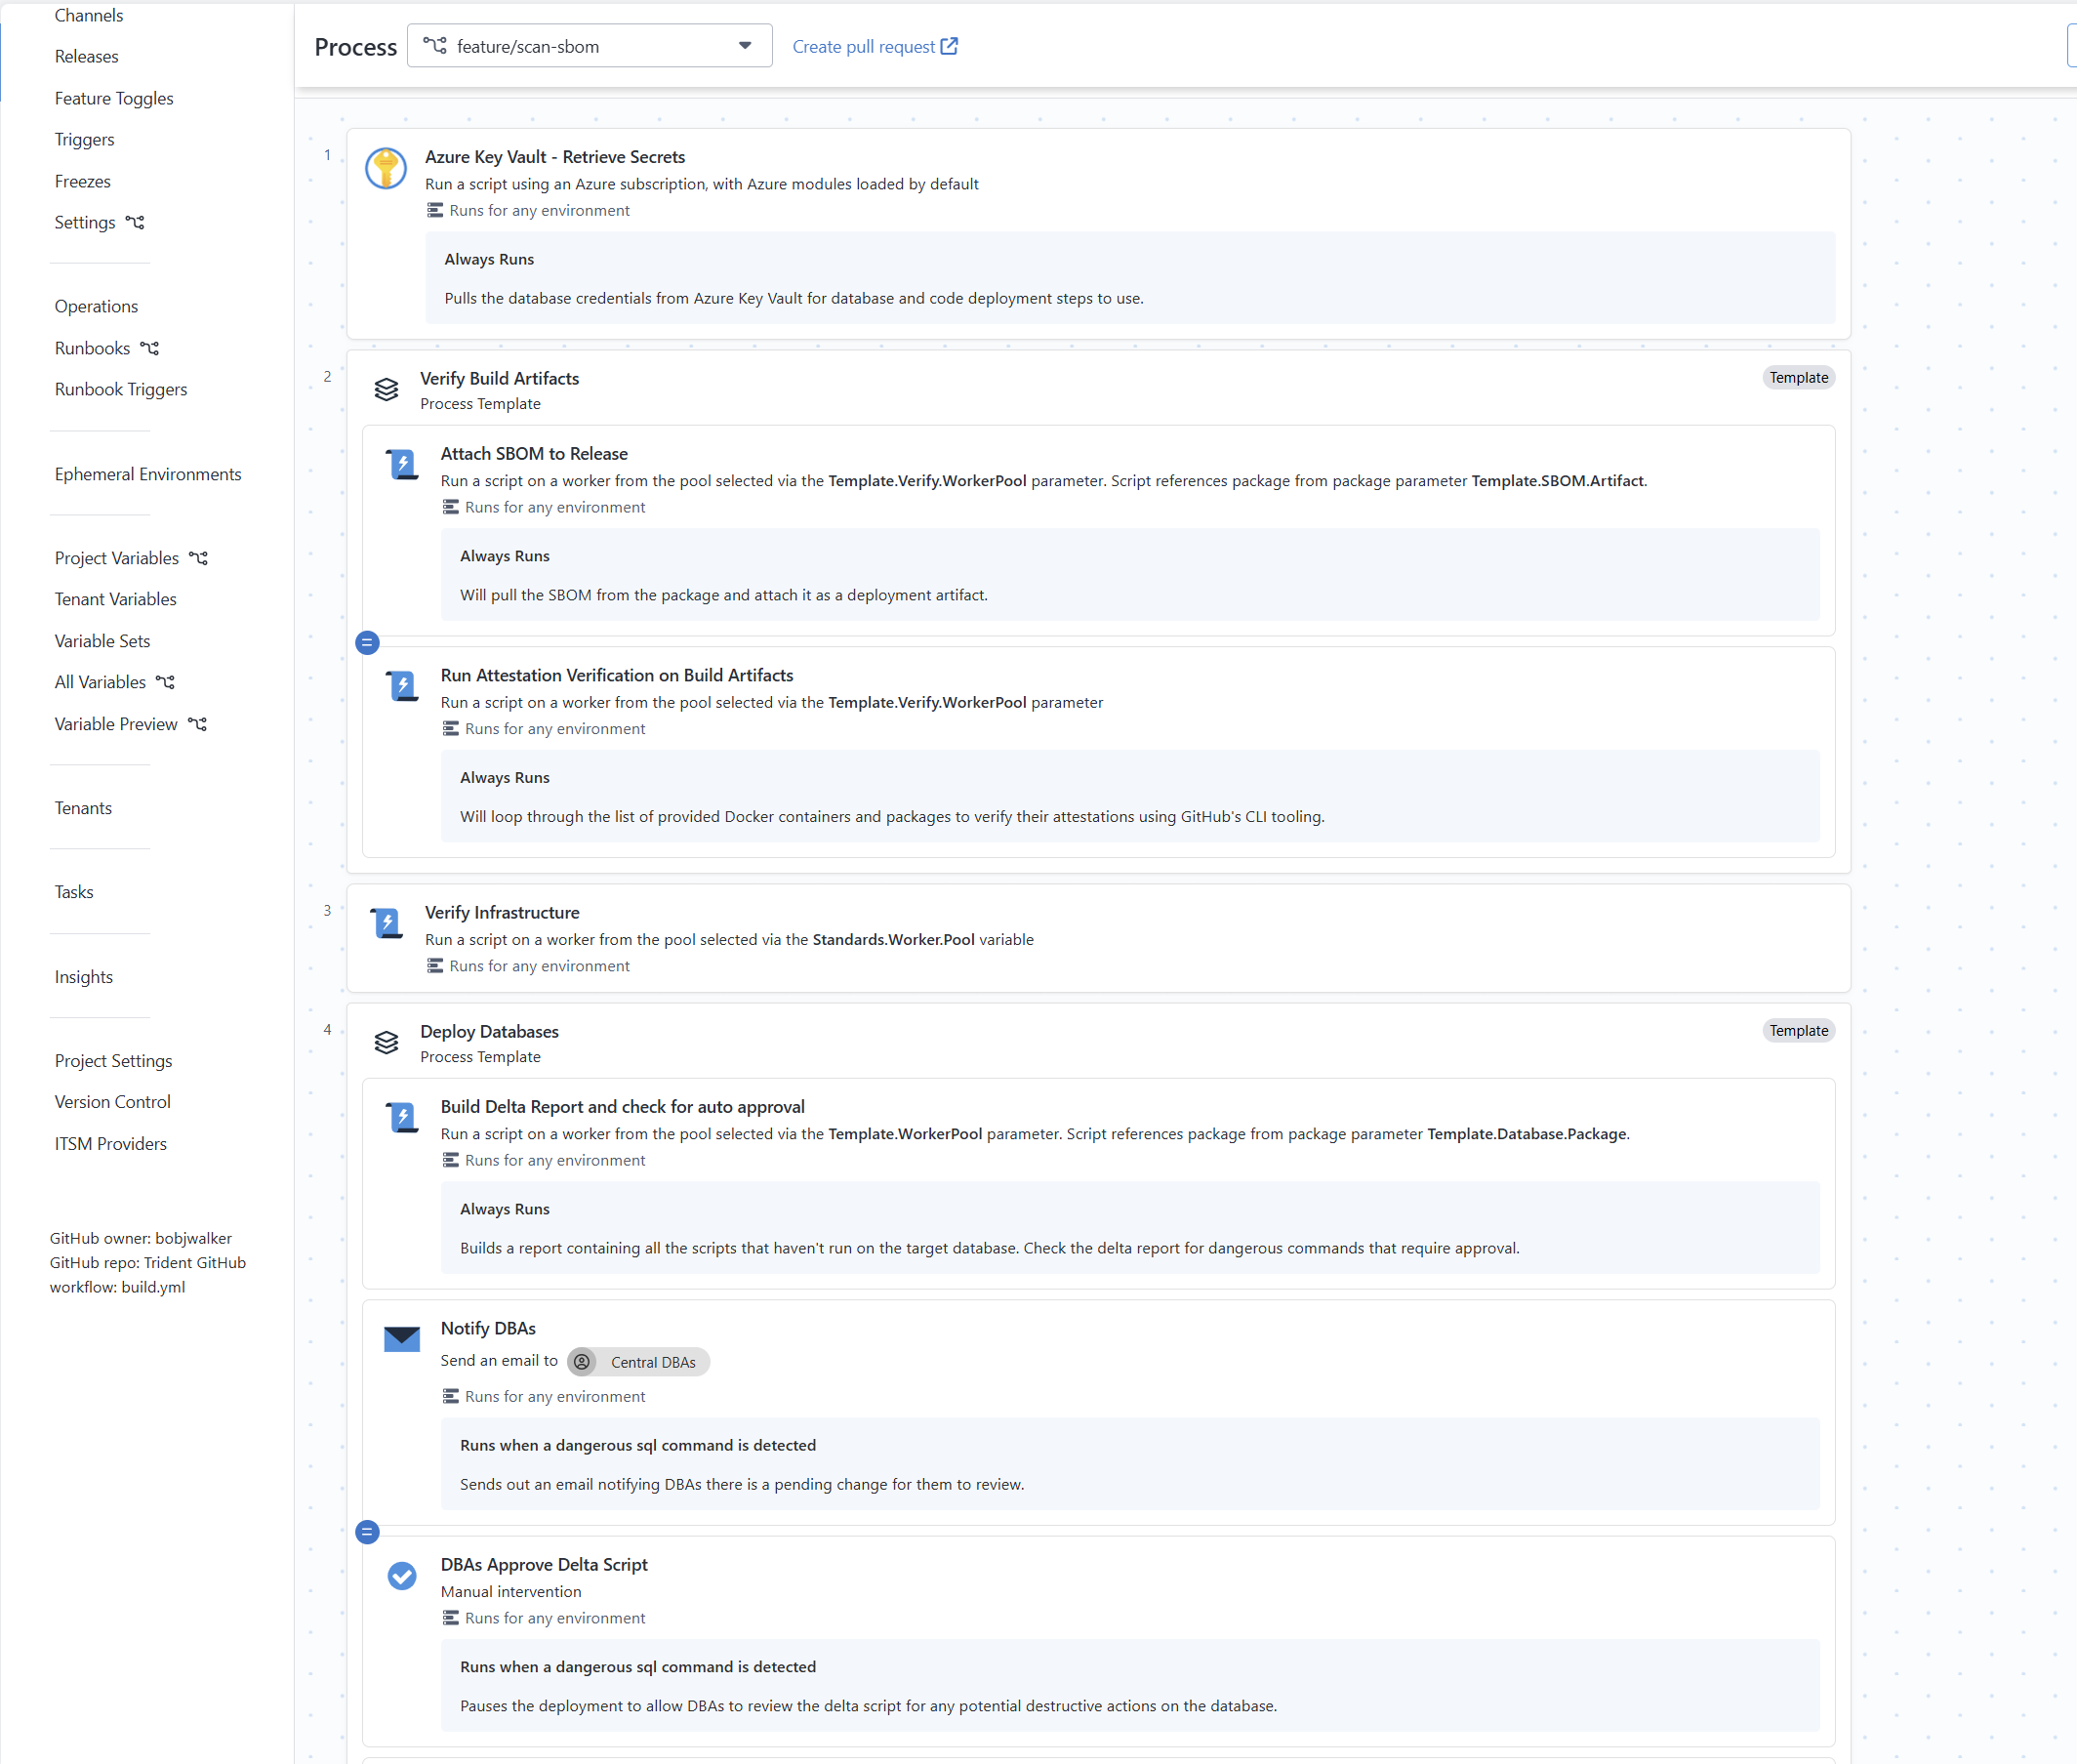 Channels
Releases
Feature Toggles
Triggers
Freezes
Settings
Operations
Runbooks
Runbook Triggers
Ephemeral Environments
Project Variables
Tenant Variables
Variable Sets
All Variables
Variable Preview
Tenants
Tasks
Insights
Project Settings
Version Control
ITSM Providers
GitHub owner: bobjwalker
GitHub repo: Trident GitHub
workflow: build.yml
Process
feature/scan-sbom
Create pull request
1
Azure Key Vault - Retrieve Secrets
Run a script using an Azure subscription, with Azure modules loaded by default
Runs for any environment
Always Runs
Pulls the database credentials from Azure Key Vault for database and code deployment steps to use.
2
Verify Build Artifacts
Template
Process Template
Attach SBOM to Release
Run a script on a worker from the pool selected via the Template.Verify.WorkerPool parameter. Script references package from package parameter Template.SBOM.Artifact.
Runs for any environment
Always Runs
Will pull the SBOM from the package and attach it as a deployment artifact.
Run Attestation Verification on Build Artifacts
Run a script on a worker from the pool selected via the Template.Verify.WorkerPool parameter
Runs for any environment
Always Runs
Will loop through the list of provided Docker containers and packages to verify their attestations using GitHub's CLI tooling.
3
Verify Infrastructure
Run a script on a worker from the pool selected via the Standards.Worker.Pool variable
Runs for any environment
4
Deploy Databases
Template
Process Template
Build Delta Report and check for auto approval
Run a script on a worker from the pool selected via the Template.WorkerPool parameter. Script references package from package parameter Template.Database.Package.
Runs for any environment
Always Runs
Builds a report containing all the scripts that haven't run on the target database. Check the delta report for dangerous commands that require approval.
Notify DBAs
Send an email to Central DBAs
Runs for any environment
Runs when a dangerous sql command is detected
Sends out an email notifying DBAs there is a pending change for them to review.
DBAs Approve Delta Script
Manual intervention
Runs for any environment
Runs when a dangerous sql command is detected
Pauses the deployment to allow DBAs to review the delta script for any potential destructive actions on the database.